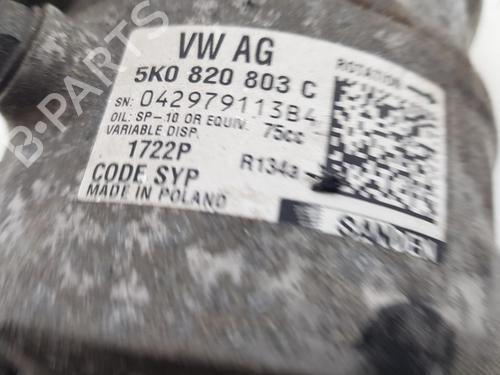 VW AG
ROTATION
5K0 820 803 C
SN: 042979113B4
OIL: SP-10 OR EQUIV. 75cc
VARIABLE DISP.
1722P R134a
CODE SYP
MADE IN POLAND
SANDEN
B-Parts